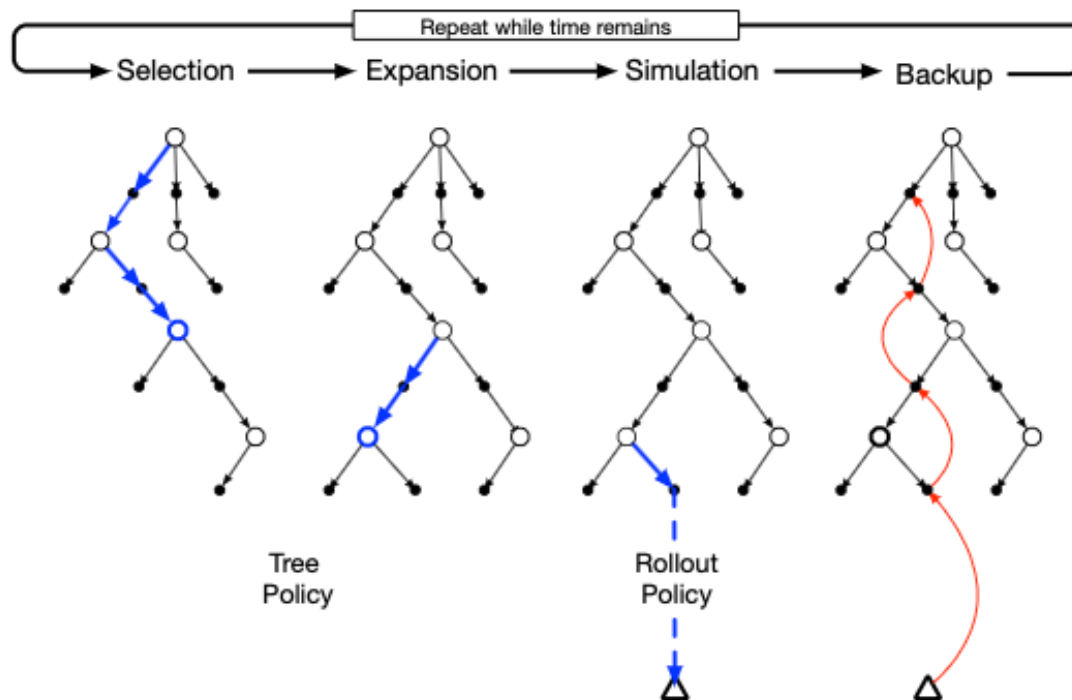 Repeat while time remains
Selection
Expansion
Simulation
Backup
Tree
Policy
Rollout
Policy